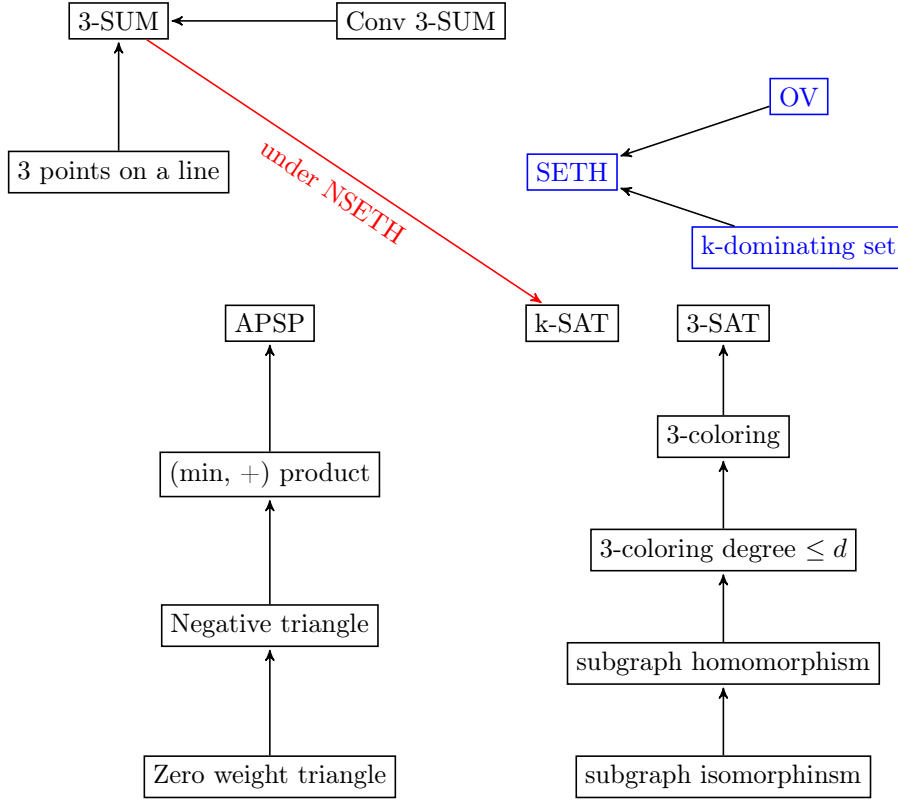 3-SUM
Conv 3-SUM
OV
3 points on a line
under NSETH
SETH
k-dominating set
APSP
k-SAT
3-SAT
3-coloring
(min, +) product
3-coloring degree ≤ d
Negative triangle
subgraph homomorphism
Zero weight triangle
subgraph isomorphinsm